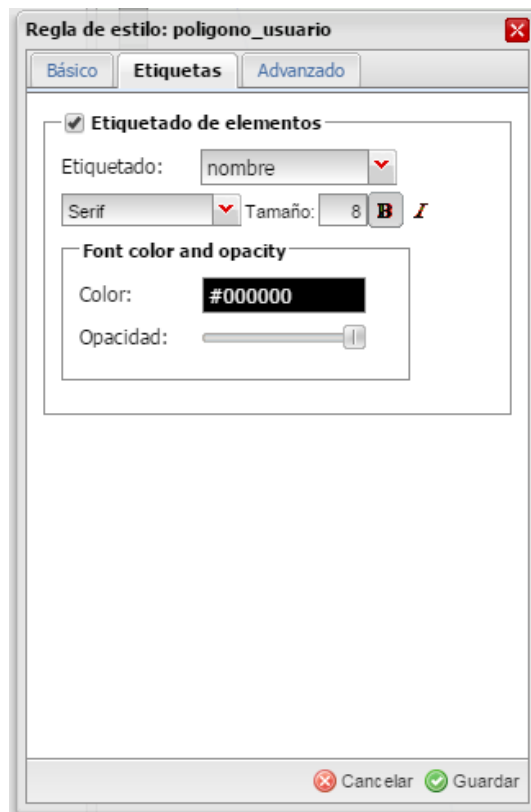 Regla de estilo: poligono_usuario
Básico Etiquetas Advanzado
Etiquetado de elementos
Etiquetado: nombre
Serif Tamaño: 8 B I
Font color and opacity
Color: #000000
Opacidad:
Cancelar Guardar